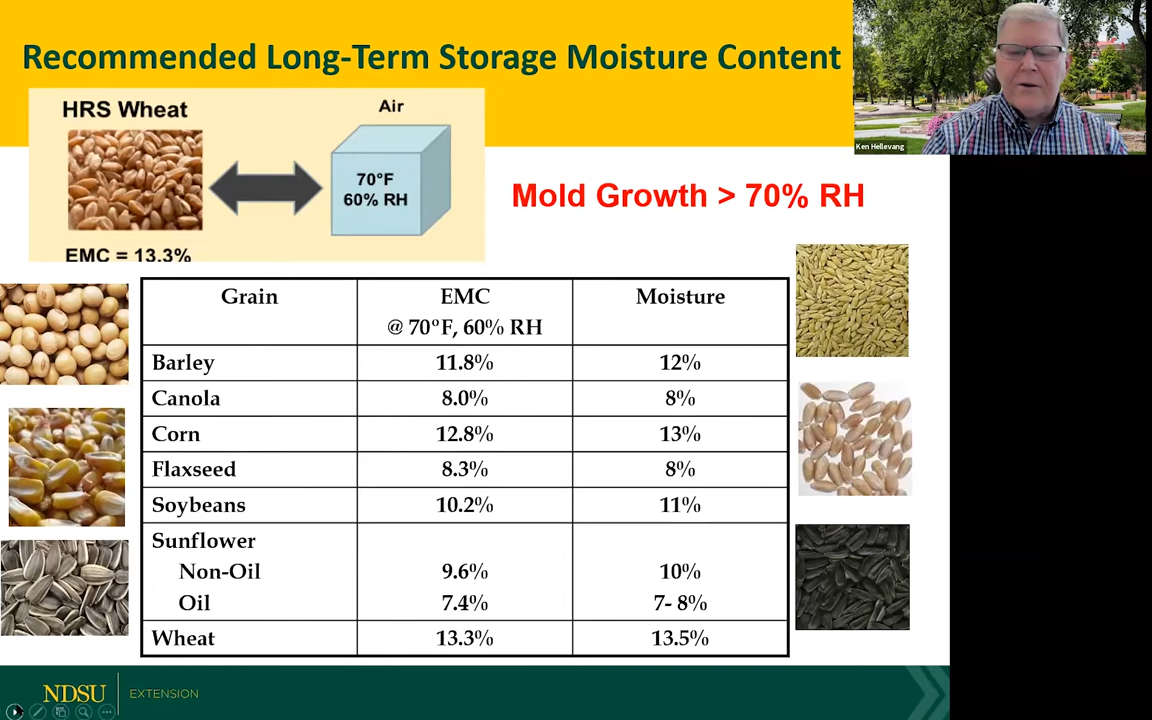 Recommended Long-Term Storage Moisture Content
Ken Hellevang
HRS Wheat
Air
70°F
60% RH
EMC = 13.3%
Mold Growth > 70% RH
Grain EMC Moisture
@ 70°F, 60% RH
Barley 11.8% 12%
Canola 8.0% 8%
Corn 12.8% 13%
Flaxseed 8.3% 8%
Soybeans 10.2% 11%
Sunflower
Non-Oil 9.6% 10%
Oil 7.4% 7- 8%
Wheat 13.3% 13.5%
NDSU EXTENSION